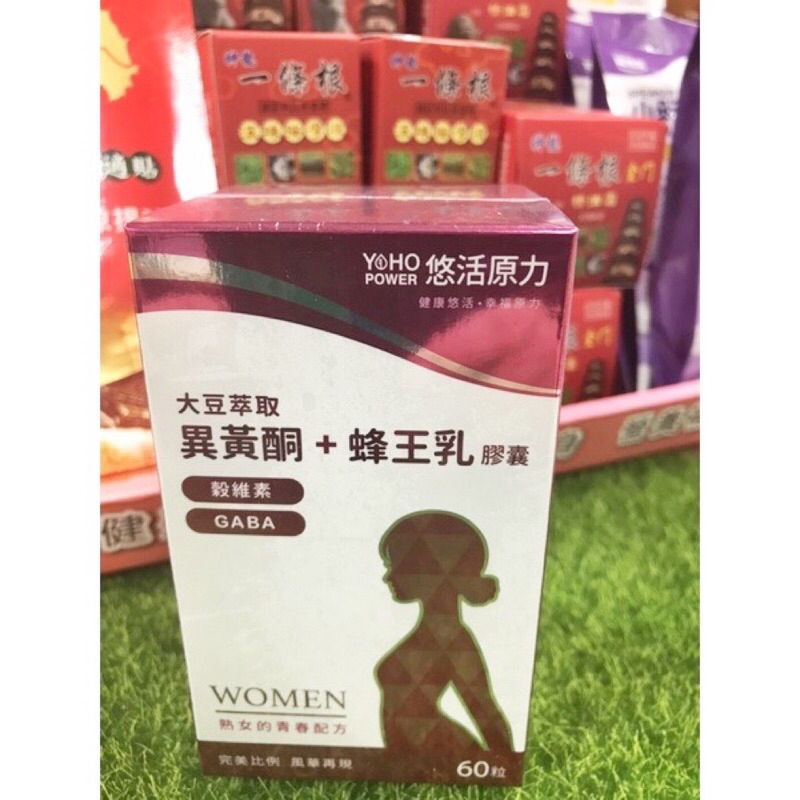 一條根
一條根
一條根
金門
YOHO
POWER
悠活原力
健康悠活・幸福原力
大豆萃取
異黃酮 + 蜂王乳 膠囊
穀維素
GABA
WOMEN
熟女的青春配方
完美比例 風華再現
60粒
健